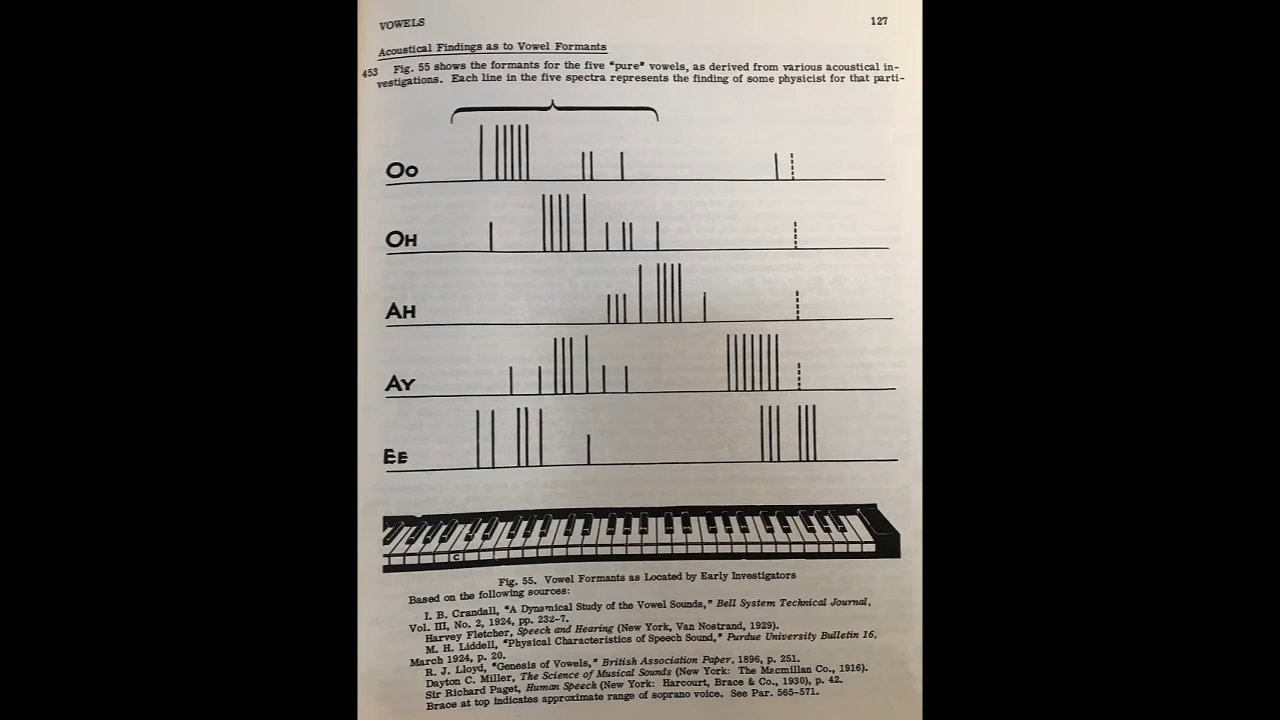 VOWELS 127
Acoustical Findings as to Vowel Formants
453 Fig. 55 shows the formants for the five "pure" vowels, as derived from various acoustical in-
vestigations. Each line in the five spectra represents the finding of some physicist for that parti-
Oo
OH
AH
AY
EE
C
Fig. 55. Vowel Formants as Located by Early Investigators
Based on the following sources:
I. B. Crandall, "A Dynamical Study of the Vowel Sounds," Bell System Technical Journal,
Vol. III, No. 2, 1924, pp. 232-7.
Harvey Fletcher, Speech and Hearing (New York, Van Nostrand, 1929).
M. H. Liddell, "Physical Characteristics of Speech Sound," Purdue University Bulletin 16,
March 1924, p. 20.
R. J. Lloyd, "Genesis of Vowels," British Association Paper, 1896, p. 251.
Dayton C. Miller, The Science of Musical Sounds (New York: The Macmillan Co., 1916).
Sir Richard Paget, Human Speech (New York: Harcourt, Brace & Co., 1930), p. 42.
Brace at top indicates approximate range of soprano voice. See Par. 565-571.